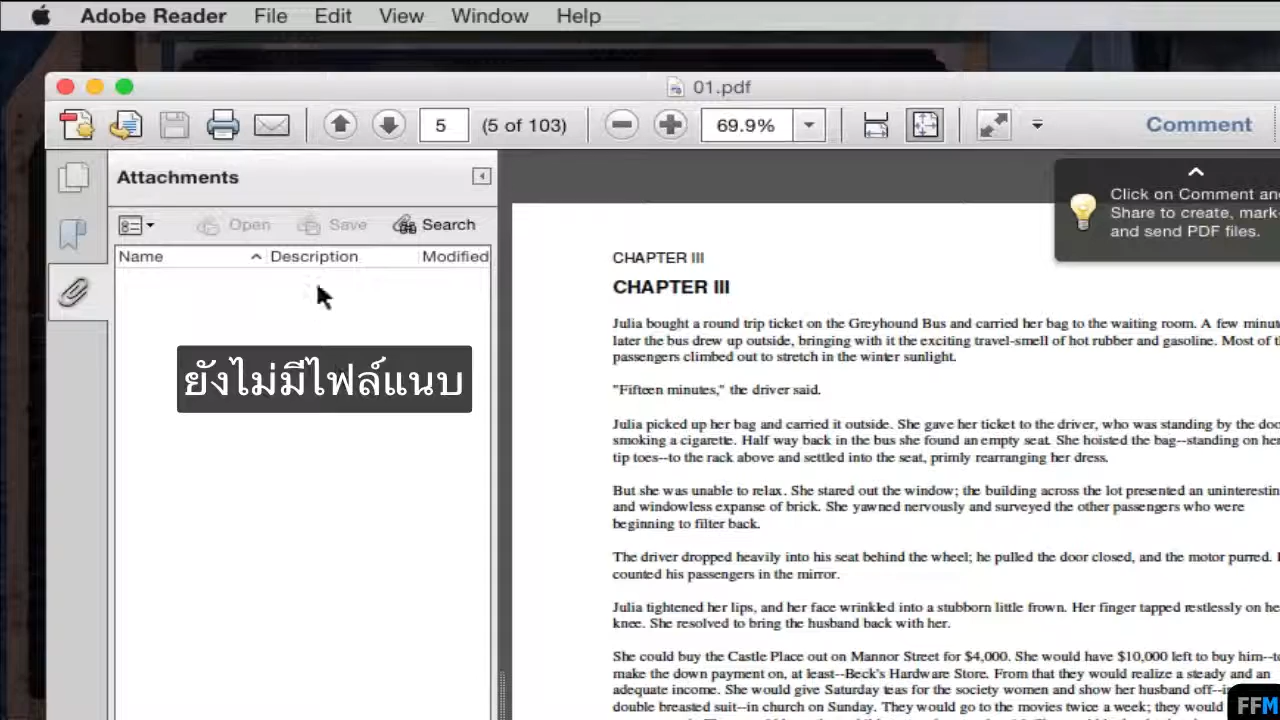 Adobe Reader File Edit View Window Help
01.pdf
5 (5 of 103) 69.9% Comment
Attachments
Open Save Search
Name Description Modified
ยังไม่มีไฟล์แนบ
Click on Comment and
Share to create, mark-
and send PDF files.
CHAPTER III
CHAPTER III
Julia bought a round trip ticket on the Greyhound Bus and carried her bag to the waiting room. A few
later the bus drew up outside, bringing with it the exciting travel-smell of hot rubber and gasoline. Most of
passengers climbed out to stretch in the winter sunlight.
"Fifteen minutes," the driver said.
Julia picked up her bag and carried it outside. She gave her ticket to the driver, who was standing by the
smoking a cigarette. Half way back in the bus she found an empty seat. She hoisted the bag--standing on her
tip toes--to the rack above and settled into the seat, primly rearranging her dress.
But she was unable to relax. She stared out the window; the building across the lot presented an
and windowless expanse of brick. She yawned nervously and surveyed the other passengers who were
beginning to filter back.
The driver dropped heavily into his seat behind the wheel; he pulled the door closed, and the motor purred.
counted his passengers in the mirror.
Julia tightened her lips, and her face wrinkled into a stubborn little frown. Her finger tapped restlessly on
knee. She resolved to bring the husband back with her.
She could buy the Castle Place out on Mannor Street for $4,000. She would have $10,000 left to buy him--
make the down payment on, at least--Beck's Hardware Store. From that they would realize a steady and an
adequate income. She would give Saturday teas for the society women and show her husband off--
double breasted suit--in church on Sunday. They would go to the movies twice a week; they would
FFM